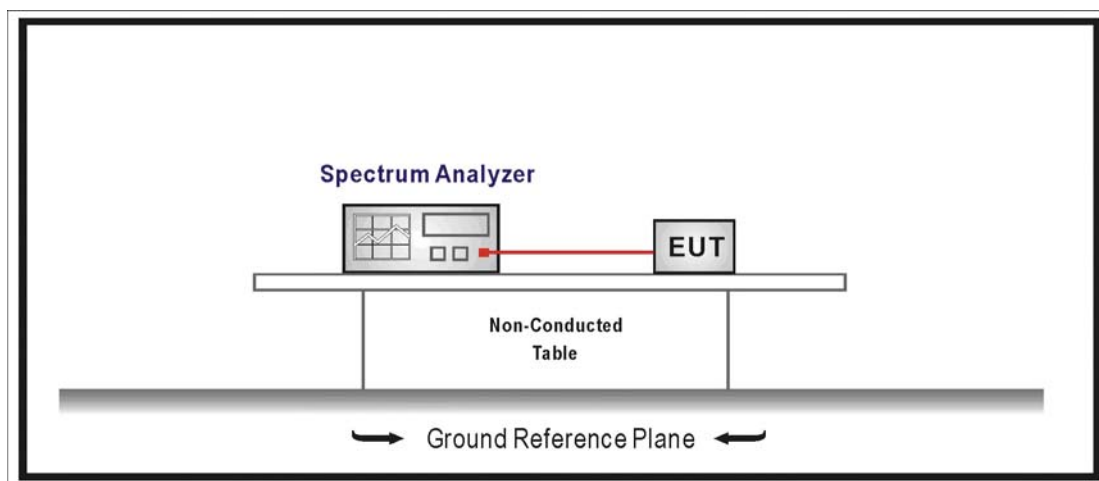 Spectrum Analyzer
EUT
Non-Conducted
Table
Ground Reference Plane